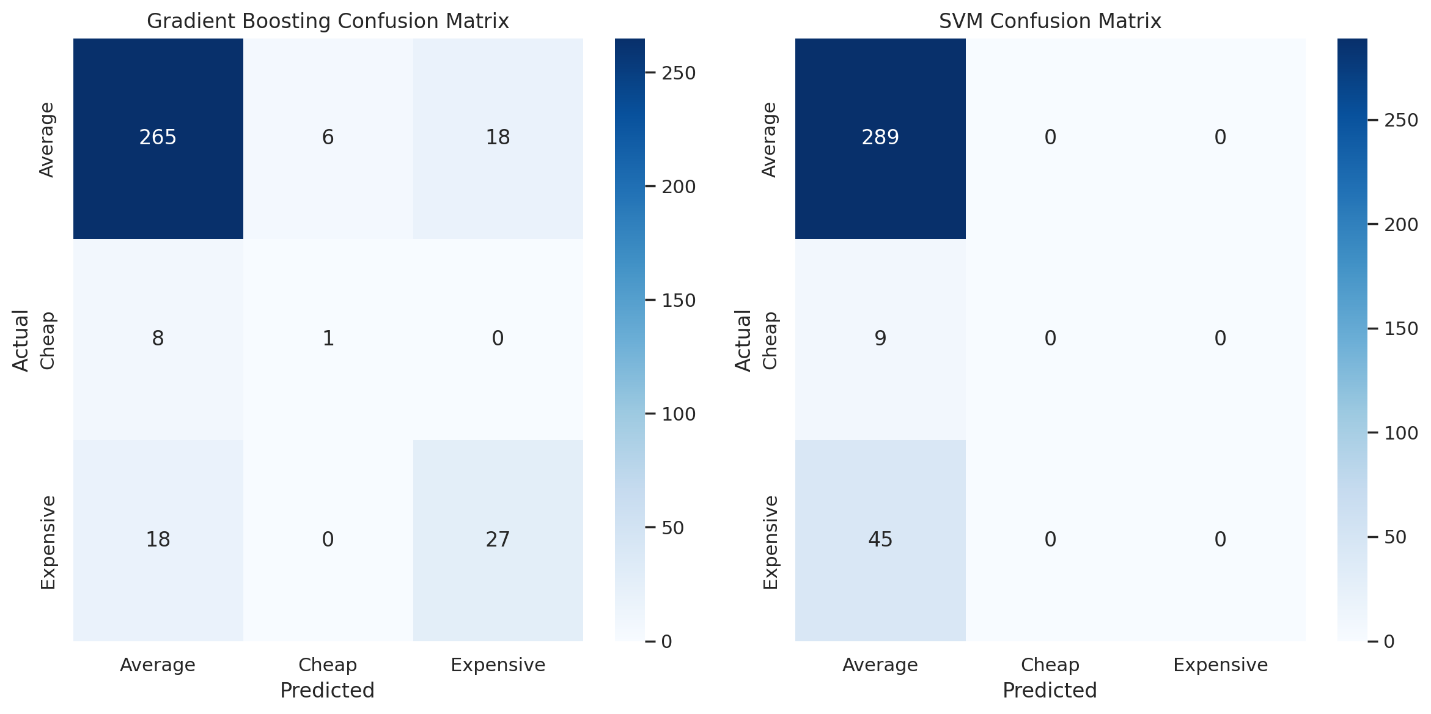 Gradient Boosting Confusion Matrix
Actual
Average
Cheap
Expensive
265 6 18
8 1 0
18 0 27
Average Cheap Expensive
Predicted
250
200
150
100
50
0
SVM Confusion Matrix
Actual
Average
Cheap
Expensive
289 0 0
9 0 0
45 0 0
Average Cheap Expensive
Predicted
250
200
150
100
50
0